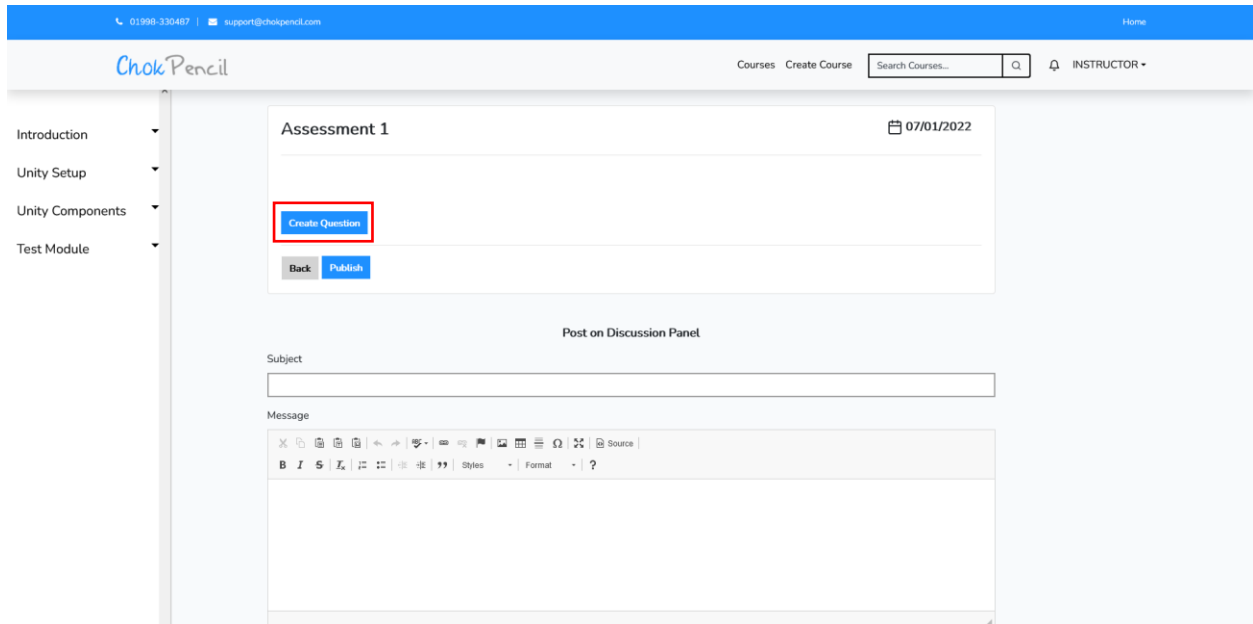 01998-330487 | support@chokpencil.com Home
ChokPencil Courses Create Course Search Courses... INSTRUCTOR
Introduction
Unity Setup
Unity Components
Test Module
Assessment 1 07/01/2022
Create Question
Back Publish
Post on Discussion Panel
Subject
Message
Source
B I S Ix Styles Format ?